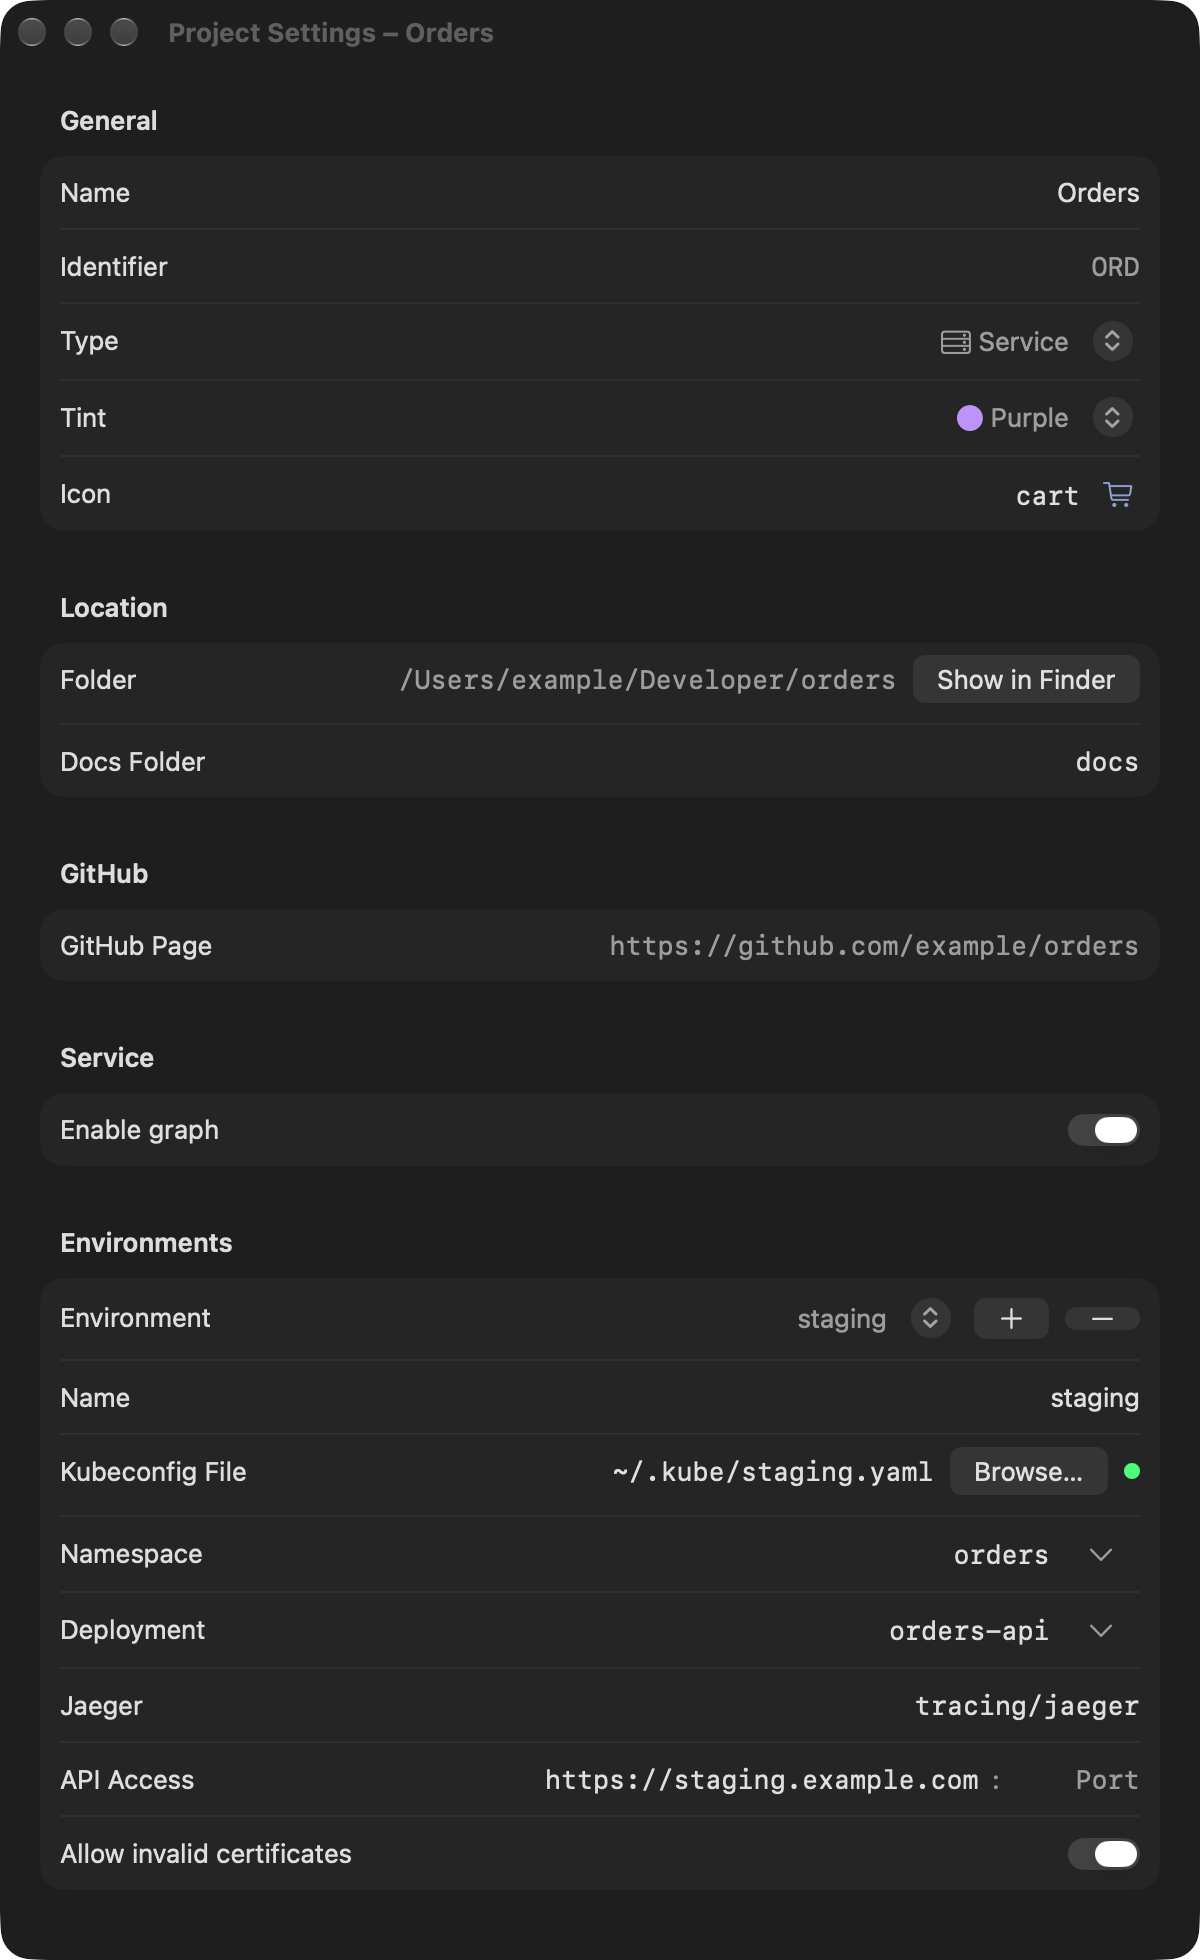 Project Settings – Orders
General
Name Orders
Identifier ORD
Type Service
Tint Purple
Icon cart
Location
Folder /Users/example/Developer/orders Show in Finder
Docs Folder docs
GitHub
GitHub Page https://github.com/example/orders
Service
Enable graph
Environments
Environment staging + −
Name staging
Kubeconfig File ~/.kube/staging.yaml Browse...
Namespace orders
Deployment orders-api
Jaeger tracing/jaeger
API Access https://staging.example.com : Port
Allow invalid certificates